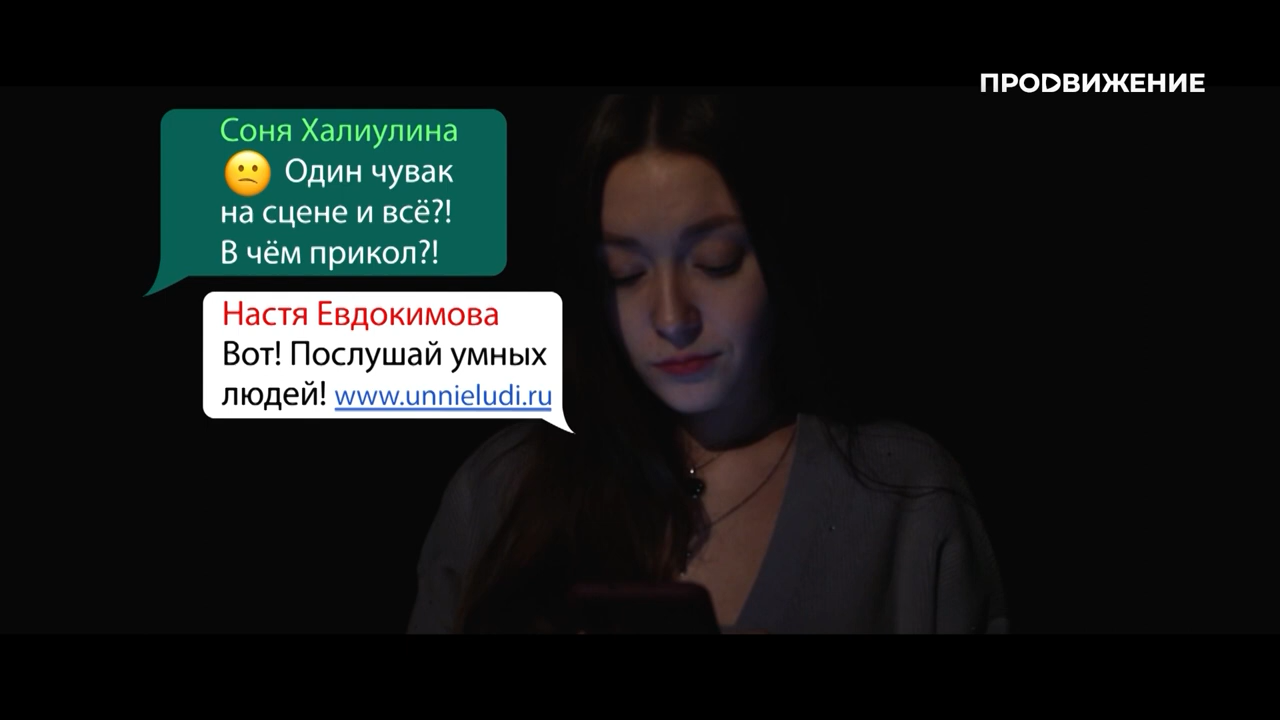 ПРОДВИЖЕНИЕ
Соня Халиулина
😕 Один чувак
на сцене и всё?!
В чём прикол?!
Настя Евдокимова
Вот! Послушай умных
людей! www.unnieludi.ru